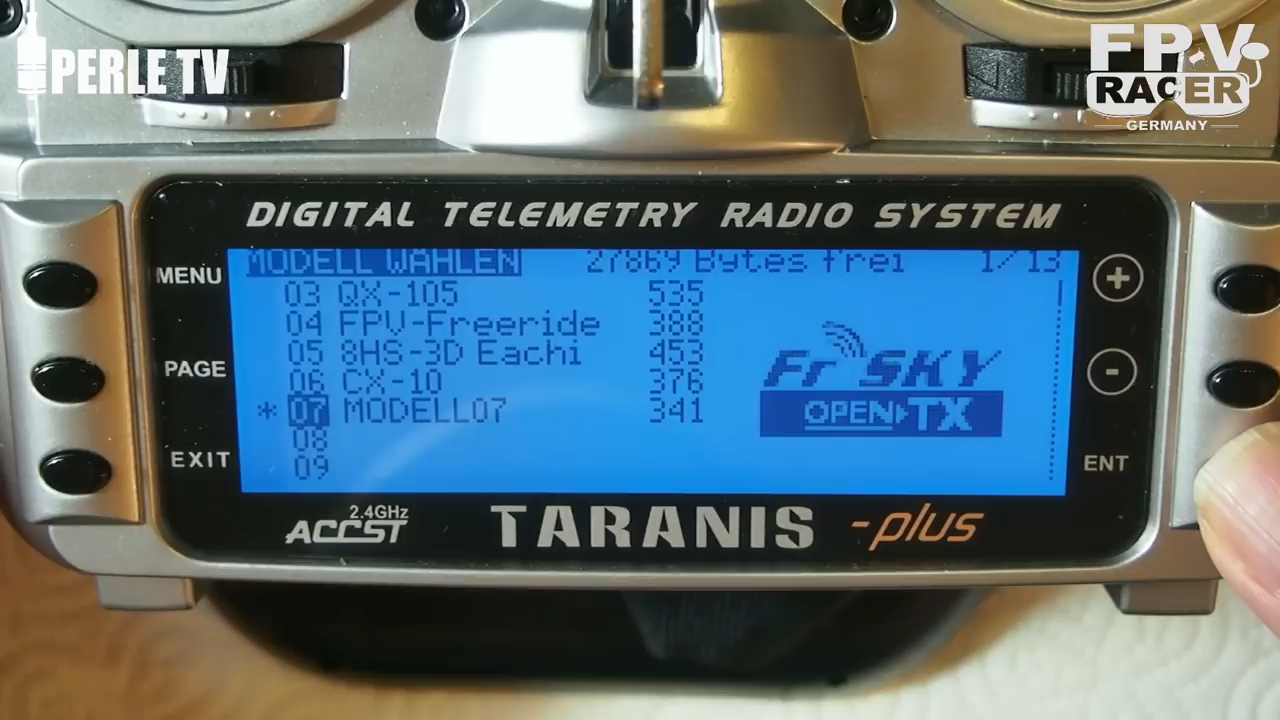 PERLE TV
FPV
RACER
GERMANY
DIGITAL TELEMETRY RADIO SYSTEM
MENU
PAGE
EXIT
MODELL WÄHLEN 27869 Bytes frei 1/13
03 QX-105 535
04 FPV-Freeride 388
05 8HS-3D Eachi 453
06 CX-10 376
* 07 MODELL07 341
08
09
FrSKY
OPEN TX
+
-
ENT
2.4GHz
ACCST
TARANIS -plus